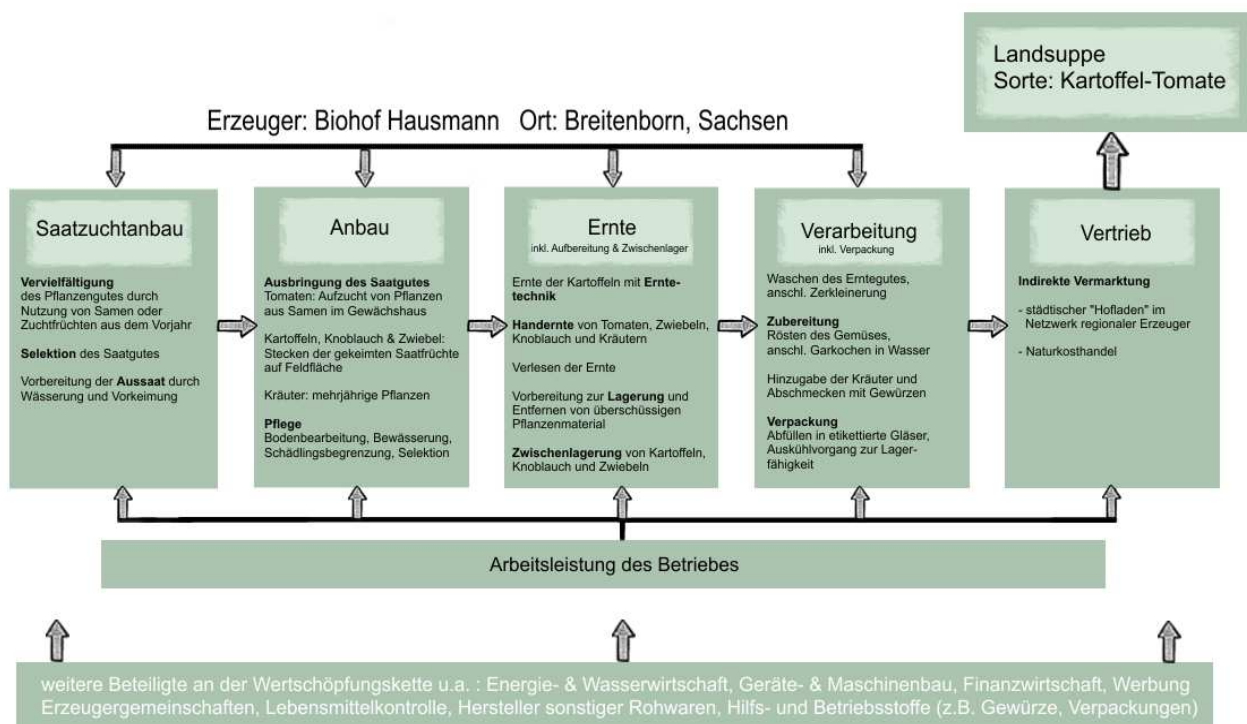 Landsuppe
Sorte: Kartoffel-Tomate
Erzeuger: Biohof Hausmann   Ort: Breitenborn, Sachsen
Saatzuchtanbau
Vervielfältigung
des Pflanzengutes durch
Nutzung von Samen oder
Zuchtfrüchten aus dem Vorjahr
Selektion des Saatgutes
Vorbereitung der Aussaat durch
Wässerung und Vorkeimung
Anbau
Ausbringung des Saatgutes
Tomaten: Aufzucht von Pflanzen
aus Samen im Gewächshaus
Kartoffeln, Knoblauch & Zwiebel:
Stecken der gekeimten Saatfrüchte
auf Feldfläche
Kräuter: mehrjährige Pflanzen
Pflege
Bodenbearbeitung, Bewässerung,
Schädlingsbegrenzung, Selektion
Ernte
inkl. Aufbereitung & Zwischenlager
Ernte der Kartoffeln mit Ernte-
technik
Handernte von Tomaten, Zwiebeln,
Knoblauch und Kräutern
Verlesen der Ernte
Vorbereitung zur Lagerung und
Entfernen von überschüssigen
Pflanzenmaterial
Zwischenlagerung von Kartoffeln,
Knoblauch und Zwiebeln
Verarbeitung
inkl. Verpackung
Waschen des Erntegutes,
anschl. Zerkleinerung
Zubereitung
Rösten des Gemüses,
anschl. Garkochen in Wasser
Hinzugabe der Kräuter und
Abschmecken mit Gewürzen
Verpackung
Abfüllen in etikettierte Gläser,
Auskühlvorgang zur Lager-
fähigkeit
Vertrieb
Indirekte Vermarktung
- städtischer "Hofladen" im
Netzwerk regionaler Erzeuger
- Naturkosthandel
Arbeitsleistung des Betriebes
weitere Beteiligte an der Wertschöpfungskette u.a. : Energie- & Wasserwirtschaft, Geräte- & Maschinenbau, Finanzwirtschaft, Werbung
Erzeugergemeinschaften, Lebensmittelkontrolle, Hersteller sonstiger Rohwaren, Hilfs- und Betriebsstoffe (z.B. Gewürze, Verpackungen)